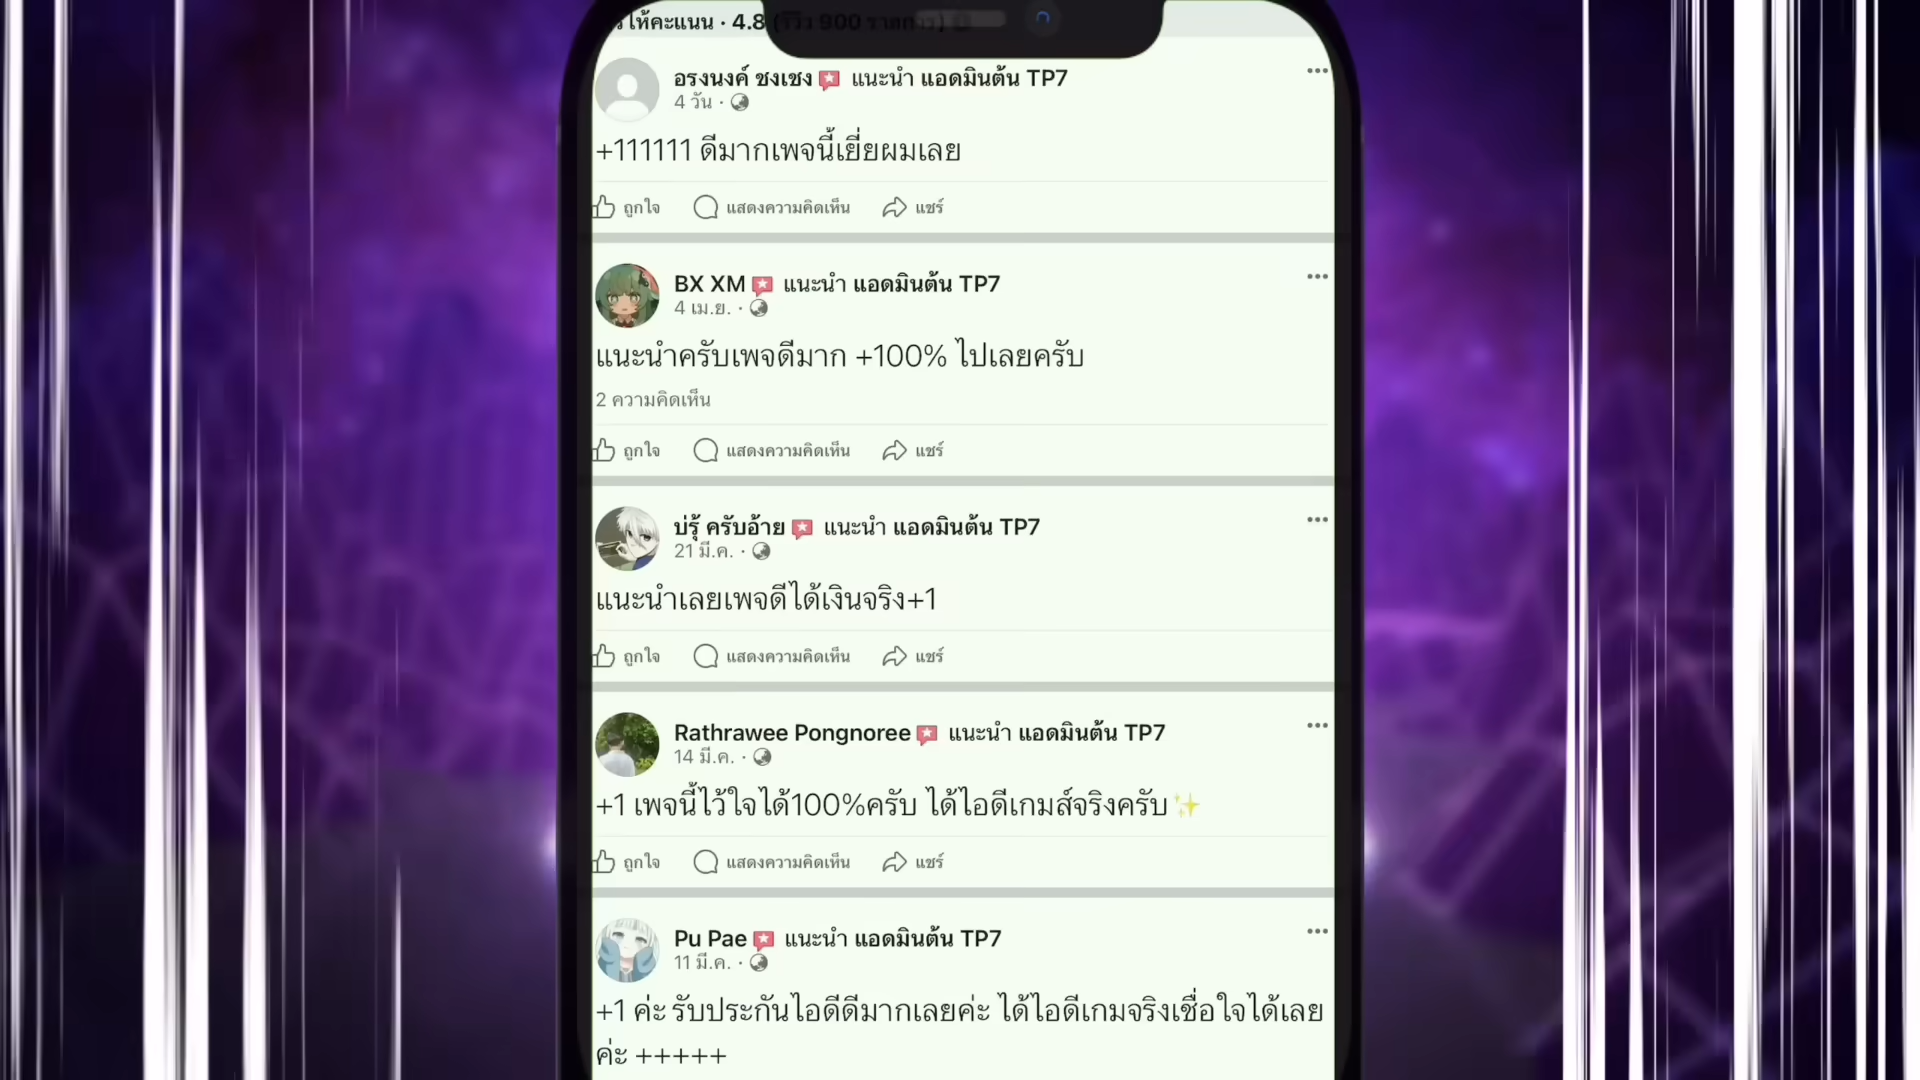 ให้คะแนน · 4.8 (รีวิว 900 รายการ)
อรงนงค์ ชงเชง แนะนำ แอดมินต้น TP7
4 วัน ·
+111111 ดีมากเพจนี้เยี่ยผมเลย
ถูกใจ แสดงความคิดเห็น แชร์
BX XM แนะนำ แอดมินต้น TP7
4 เม.ย. ·
แนะนำครับเพจดีมาก +100% ไปเลยครับ
2 ความคิดเห็น
ถูกใจ แสดงความคิดเห็น แชร์
บ่รุ้ ครับอ้าย แนะนำ แอดมินต้น TP7
21 มี.ค. ·
แนะนำเลยเพจดีได้เงินจริง+1
ถูกใจ แสดงความคิดเห็น แชร์
Rathrawee Pongnoree แนะนำ แอดมินต้น TP7
14 มี.ค. ·
+1 เพจนี้ไว้ใจได้100%ครับ ได้ไอดีเกมส์จริงครับ✨
ถูกใจ แสดงความคิดเห็น แชร์
Pu Pae แนะนำ แอดมินต้น TP7
11 มี.ค. ·
+1 ค่ะ รับประกันไอดีดีมากเลยค่ะ ได้ไอดีเกมจริงเชื่อใจได้เลย
ค่ะ +++++